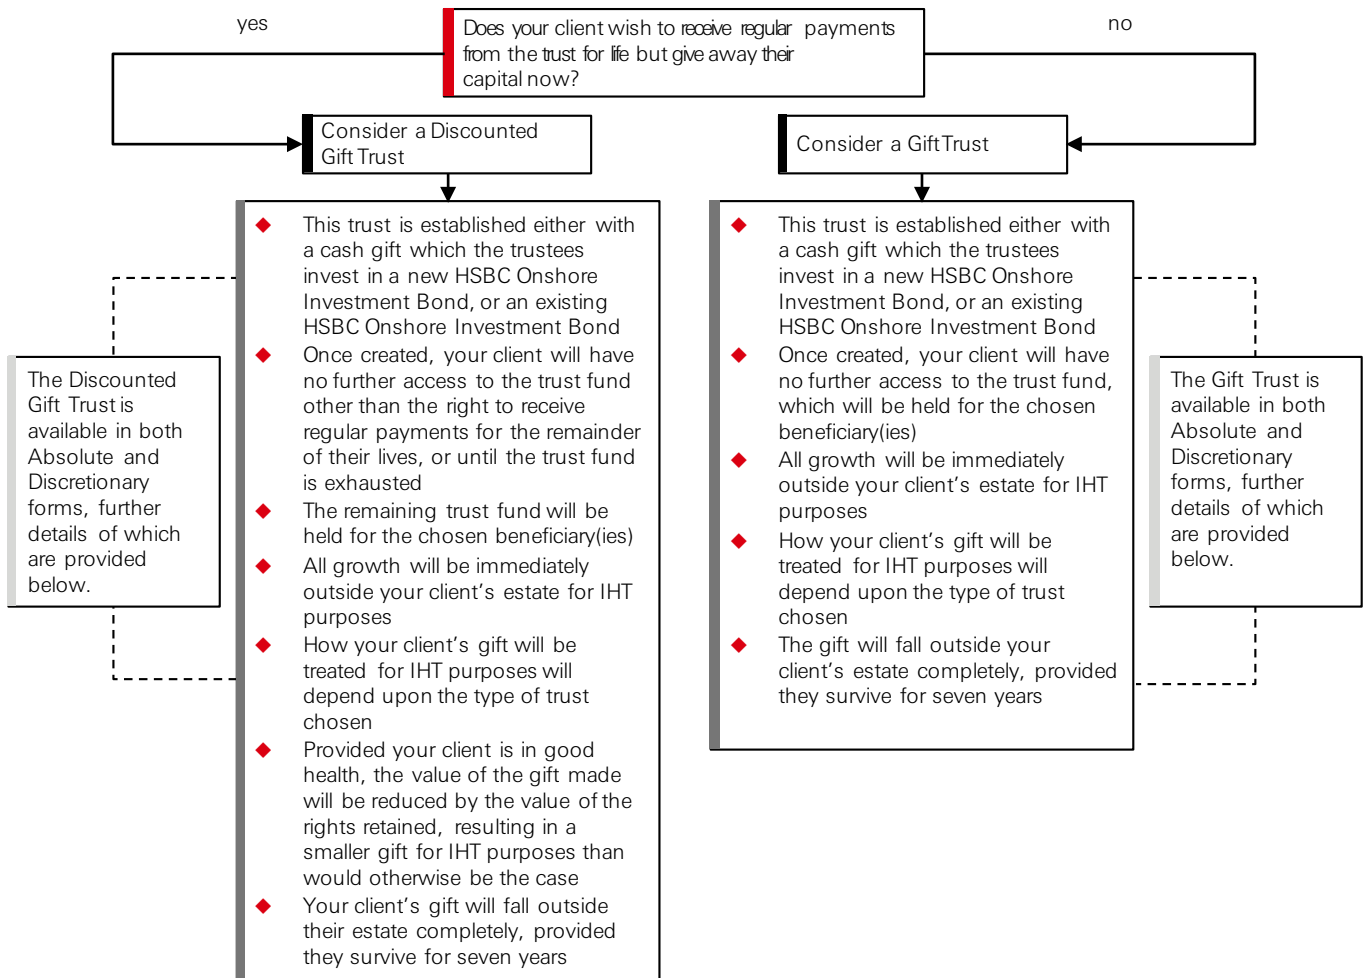 yes
Does your client wish to receive regular payments
from the trust for life but give away their
capital now?
no
Consider a Discounted
Gift Trust
Consider a Gift Trust
This trust is established either with
a cash gift which the trustees
invest in a new HSBC Onshore
Investment Bond, or an existing
HSBC Onshore Investment Bond
Once created, your client will have
no further access to the trust fund
other than the right to receive
regular payments for the remainder
of their lives, or until the trust fund
is exhausted
The remaining trust fund will be
held for the chosen beneficiary(ies)
All growth will be immediately
outside your client's estate for IHT
purposes
How your client's gift will be
treated for IHT purposes will
depend upon the type of trust
chosen
Provided your client is in good
health, the value of the gift made
will be reduced by the value of the
rights retained, resulting in a
smaller gift for IHT purposes than
would otherwise be the case
Your client's gift will fall outside
their estate completely, provided
they survive for seven years
This trust is established either with
a cash gift which the trustees
invest in a new HSBC Onshore
Investment Bond, or an existing
HSBC Onshore Investment Bond
Once created, your client will have
no further access to the trust fund,
which will be held for the chosen
beneficiary(ies)
All growth will be immediately
outside your client's estate for IHT
purposes
How your client's gift will be
treated for IHT purposes will
depend upon the type of trust
chosen
The gift will fall outside your
client's estate completely, provided
they survive for seven years
The Discounted
Gift Trust is
available in both
Absolute and
Discretionary
forms, further
details of which
are provided
below.
The Gift Trust is
available in both
Absolute and
Discretionary
forms, further
details of which
are provided
below.